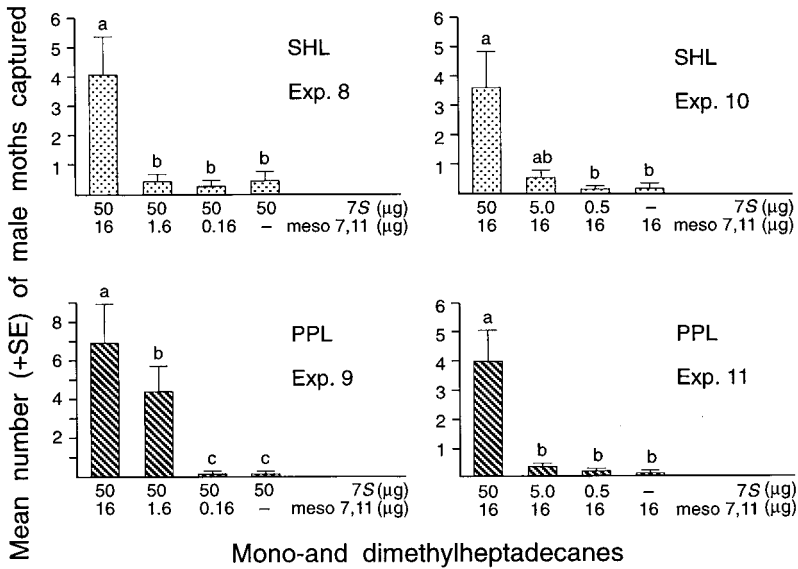 Mean number (+SE) of male moths captured
6
5
4
3
2
1
a
b
b
b
SHL
Exp. 8
50 50 50 50 7S (µg)
16 1.6 0.16 – meso 7,11 (µg)
6
5
4
3
2
1
a
ab
b
b
SHL
Exp. 10
50 5.0 0.5 – 7S (µg)
16 16 16 16 meso 7,11 (µg)
8
6
4
2
a
b
c
c
PPL
Exp. 9
50 50 50 50 7S (µg)
16 1.6 0.16 – meso 7,11 (µg)
6
5
4
3
2
1
a
b
b
b
PPL
Exp. 11
50 5.0 0.5 – 7S (µg)
16 16 16 16 meso 7,11 (µg)
Mono-and dimethylheptadecanes